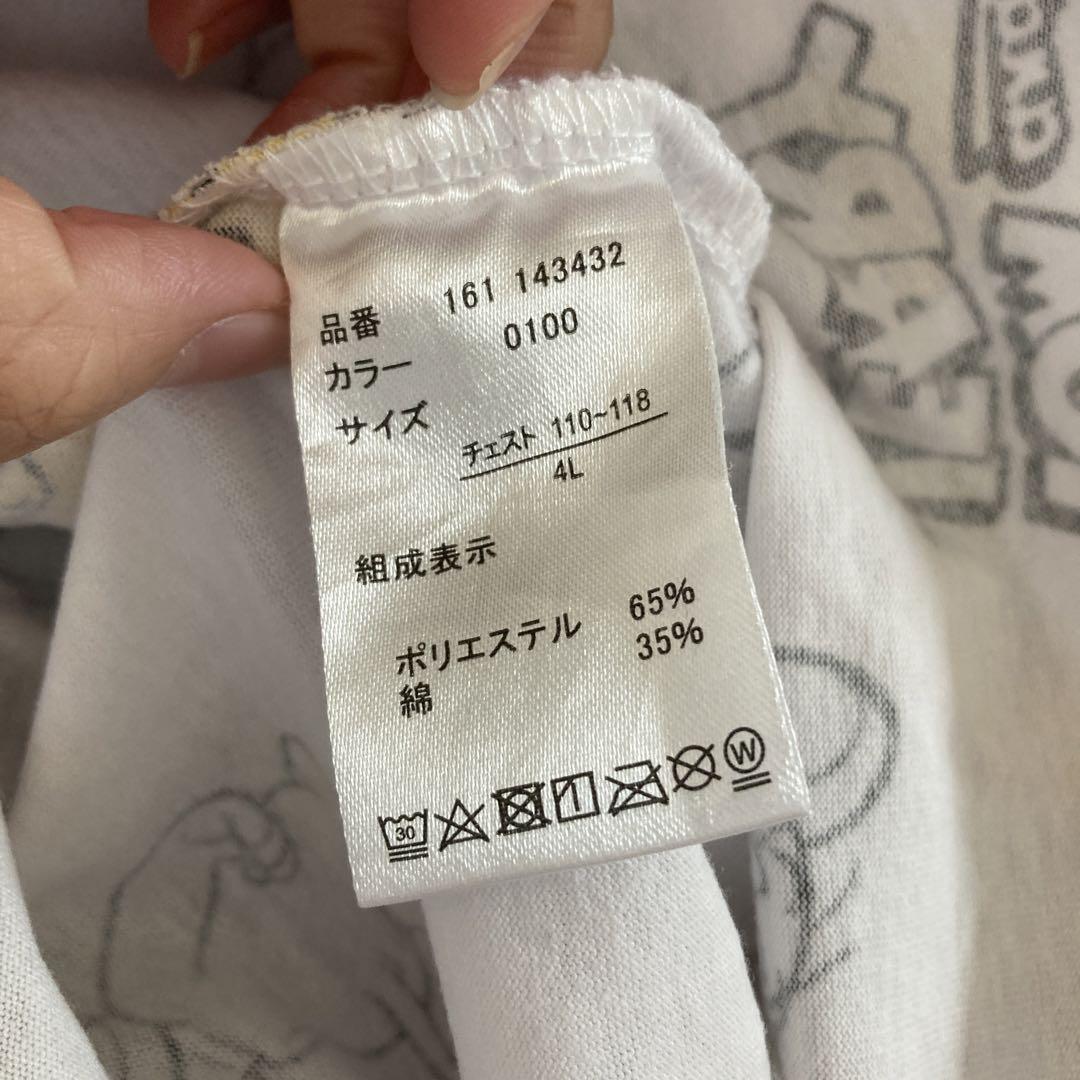 品番 161 143432
カラー 0100
サイズ チェスト 110~118
4L
組成表示
ポリエステル 65%
綿 35%
30
W